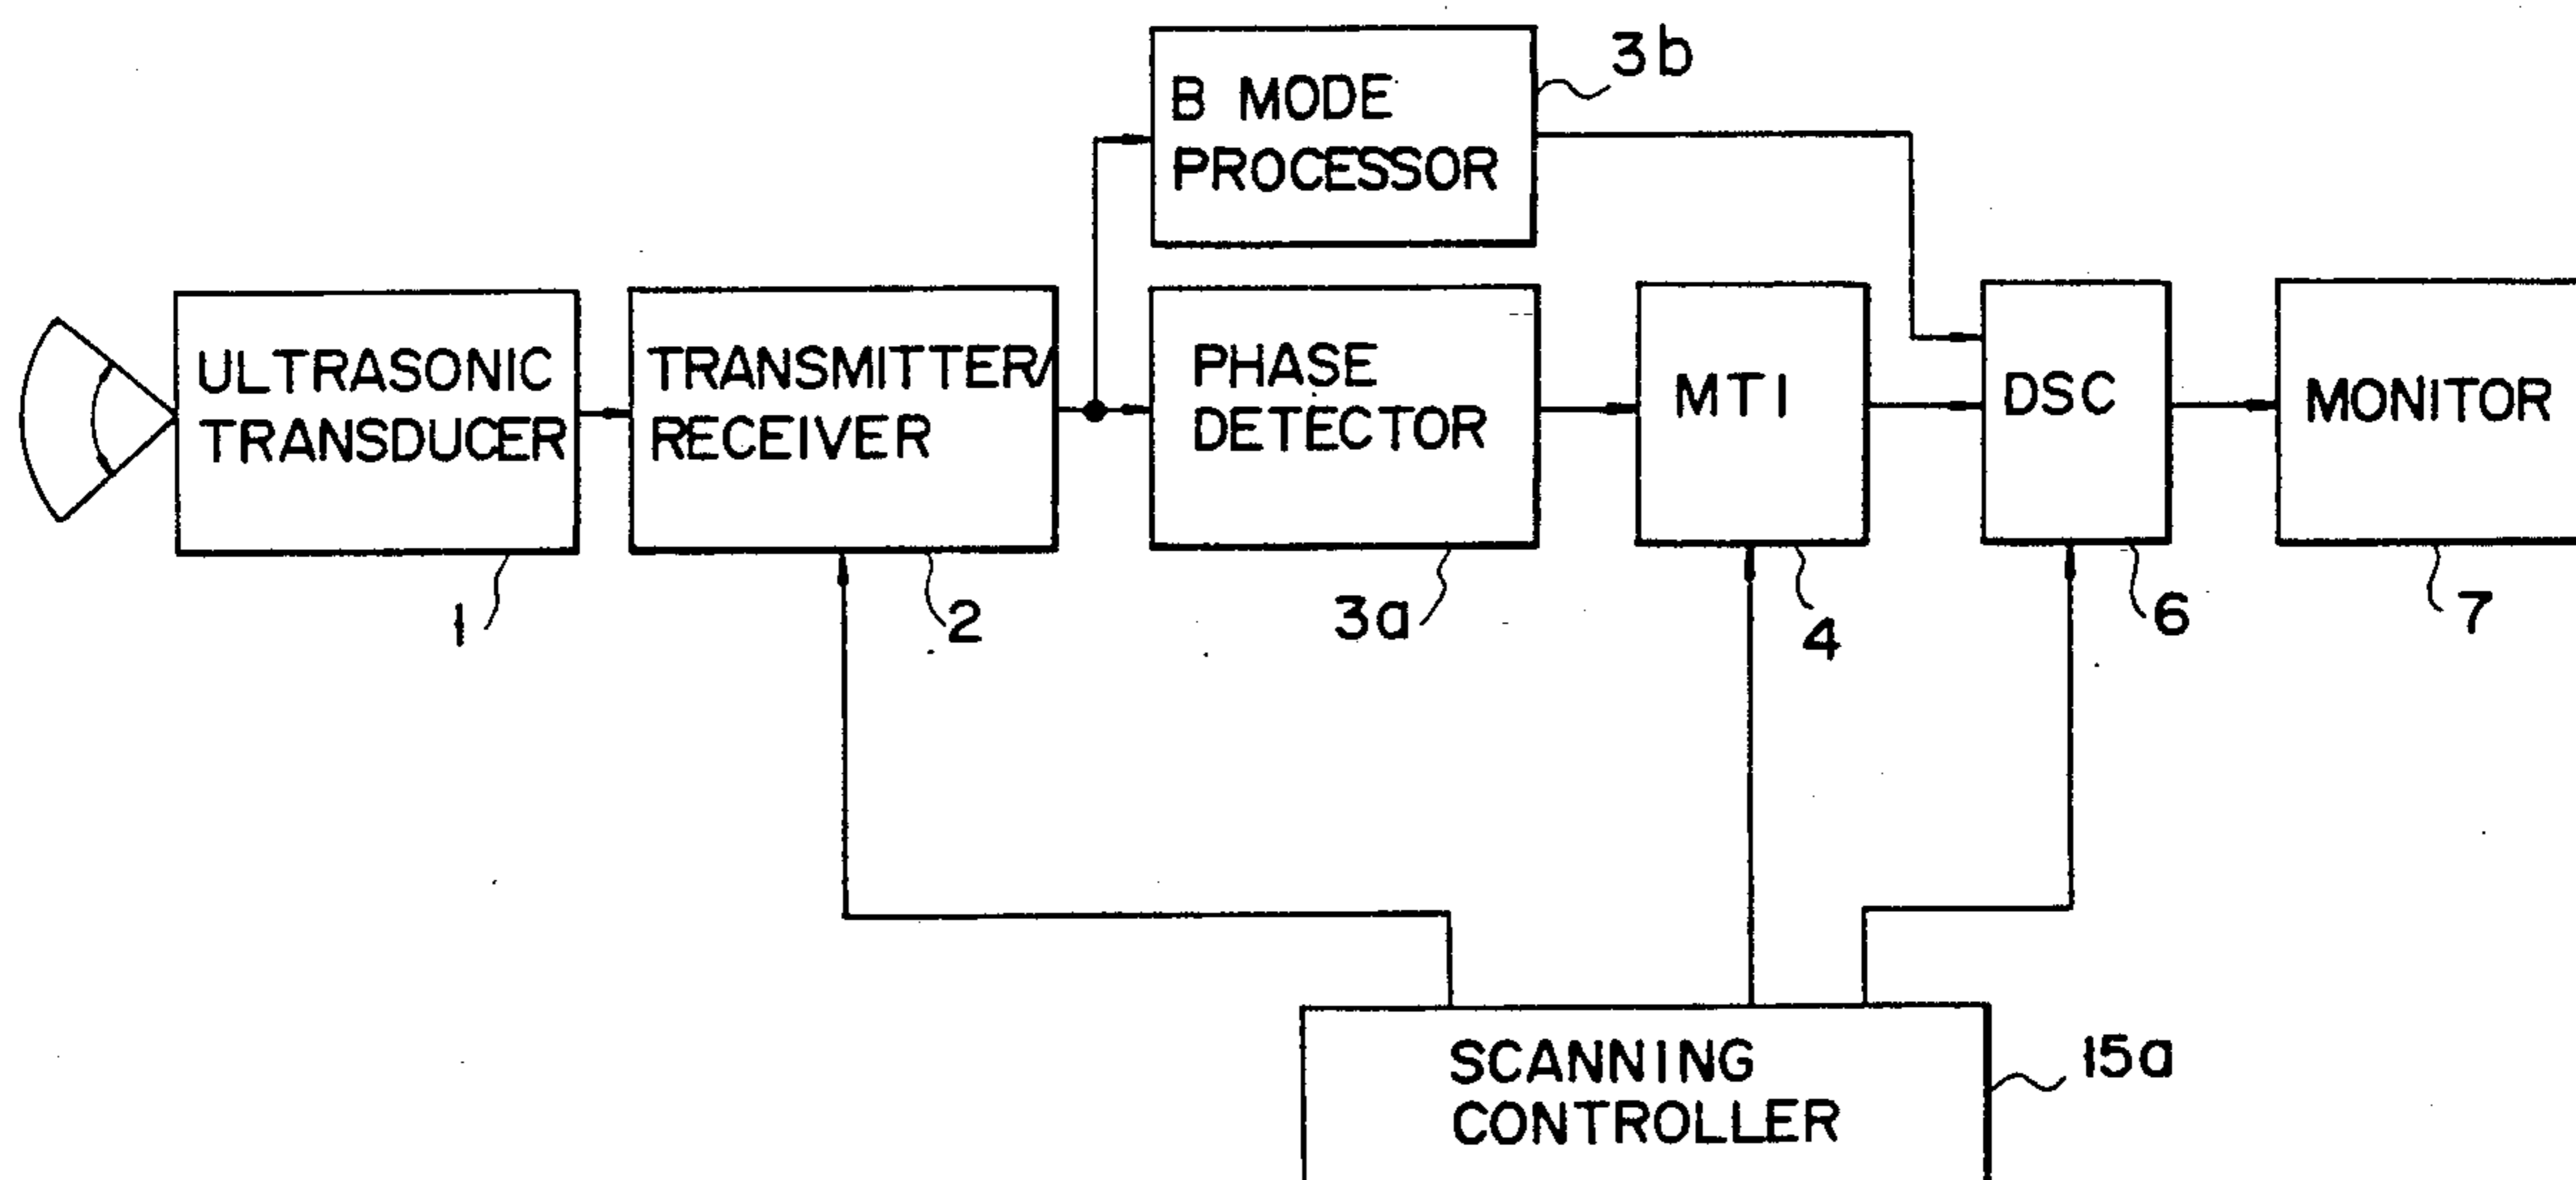 3b
B MODE
PROCESSOR
ULTRASONIC
TRANSDUCER
TRANSMITTER/
RECEIVER
PHASE
DETECTOR
MTI
DSC
MONITOR
1
2
3a
4
6
7
SCANNING
CONTROLLER
15a